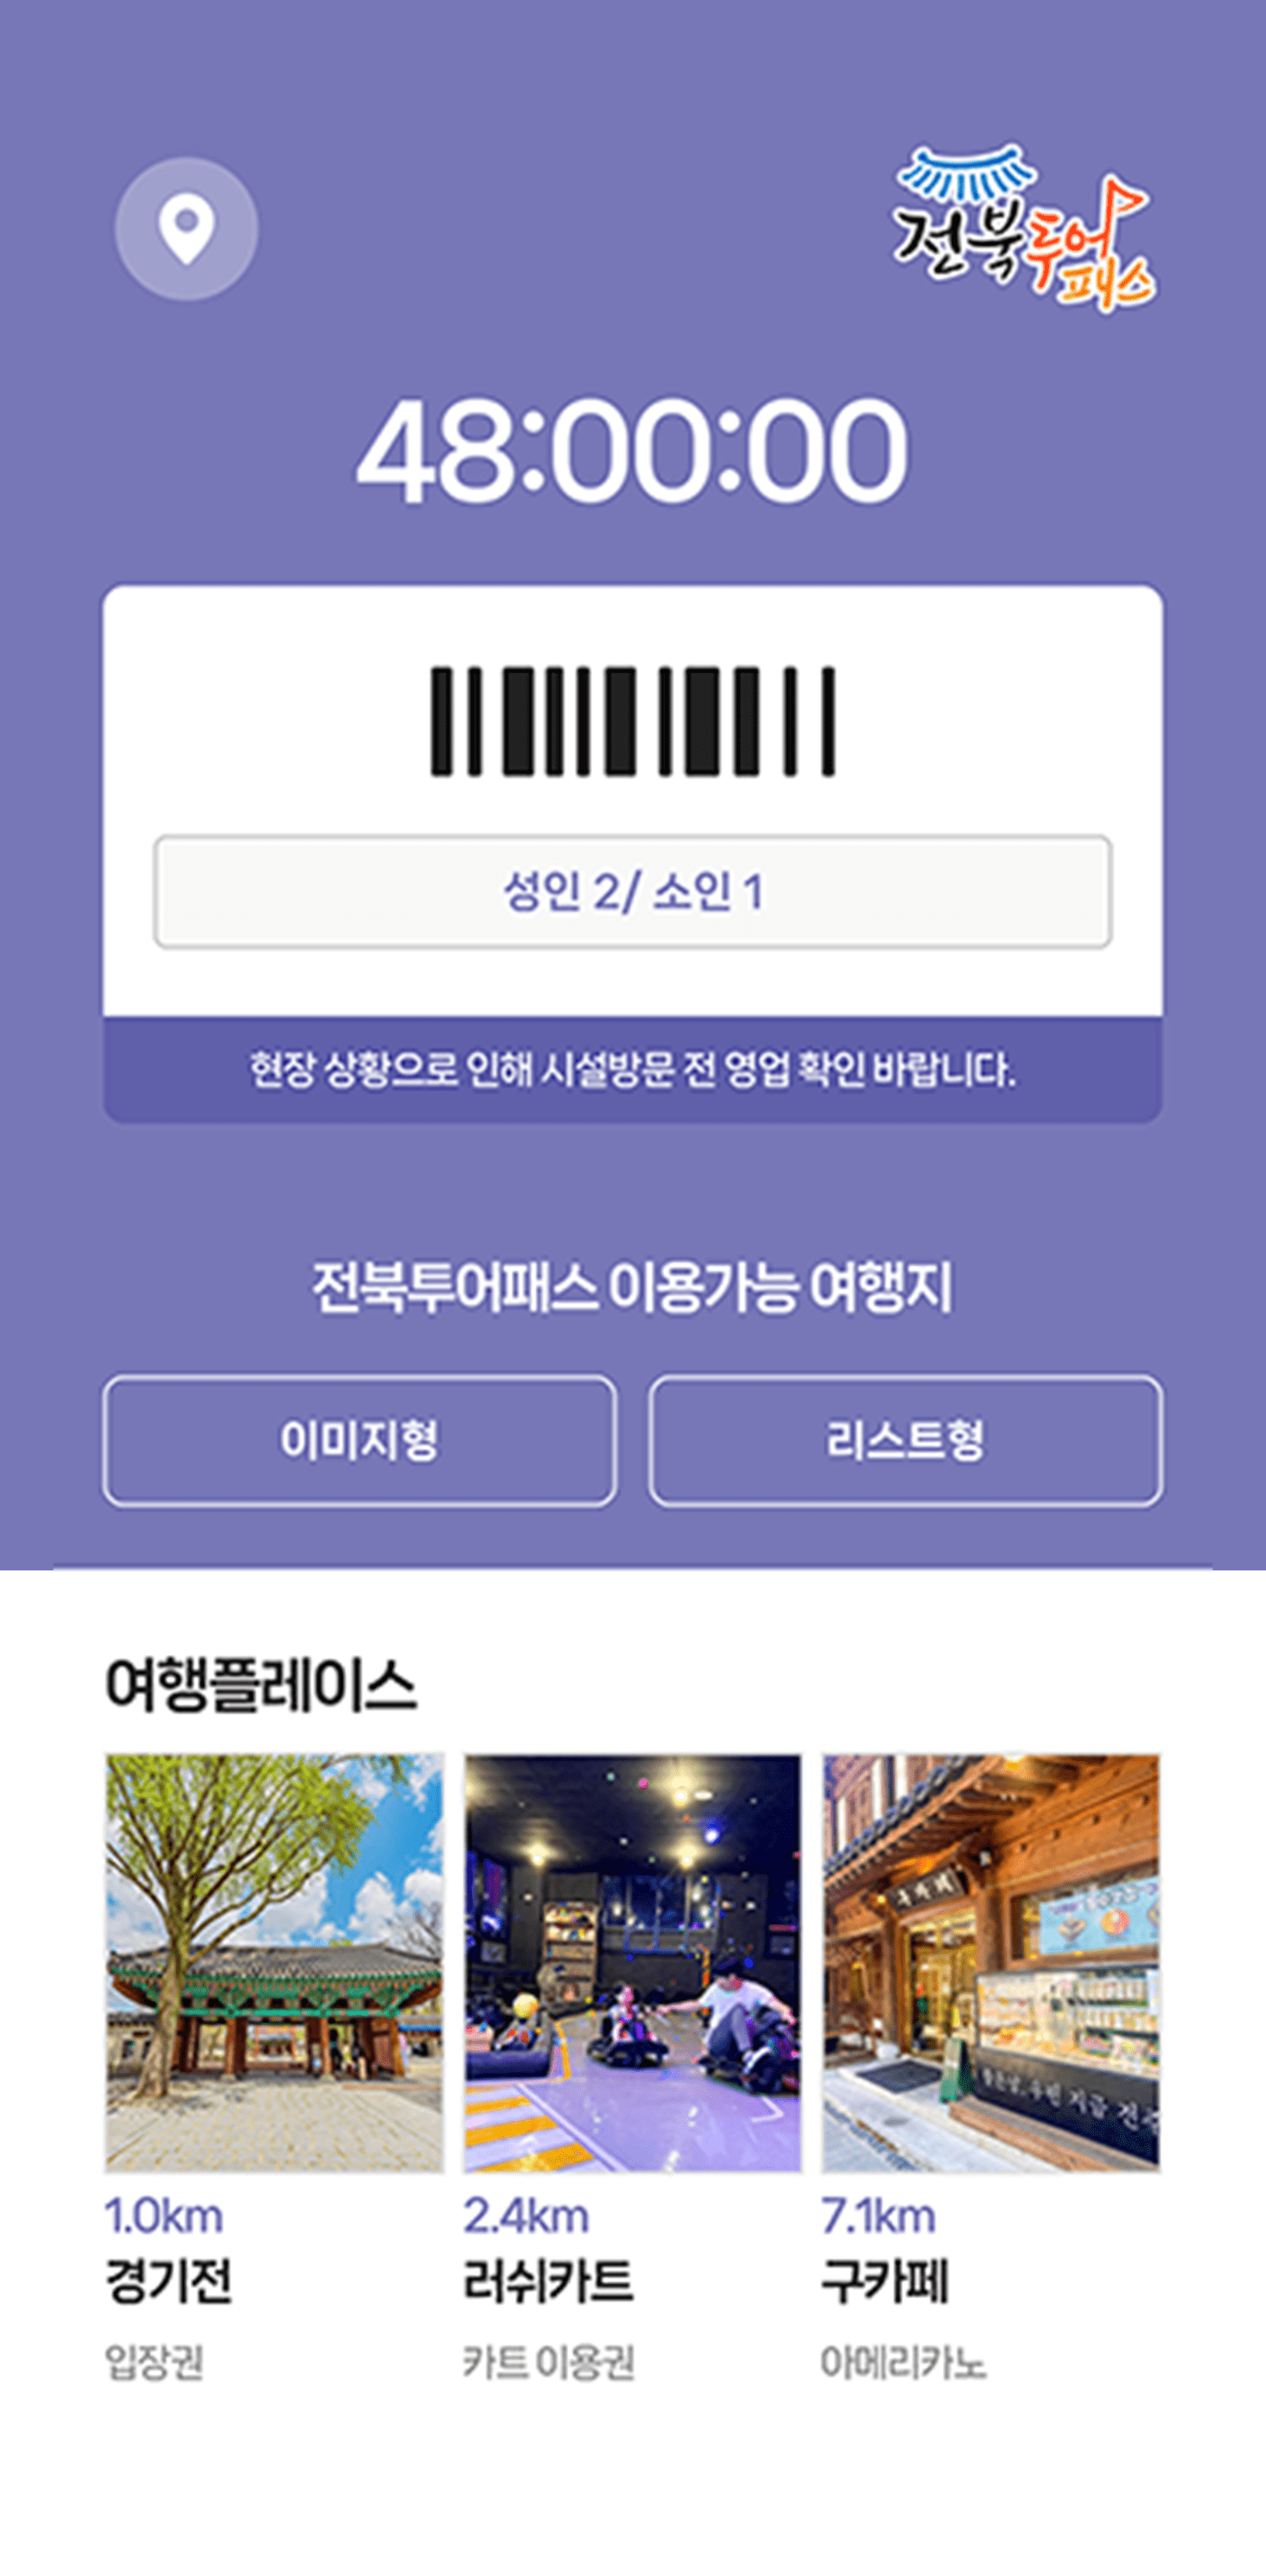 전북투어
패스
48:00:00
성인 2/ 소인 1
현장 상황으로 인해 시설방문 전 영업 확인 바랍니다.
전북투어패스 이용가능 여행지
이미지형
리스트형
여행플레이스
1.0km
2.4km
7.1km
경기전
러쉬카트
구카페
입장권
카트 이용권
아메리카노